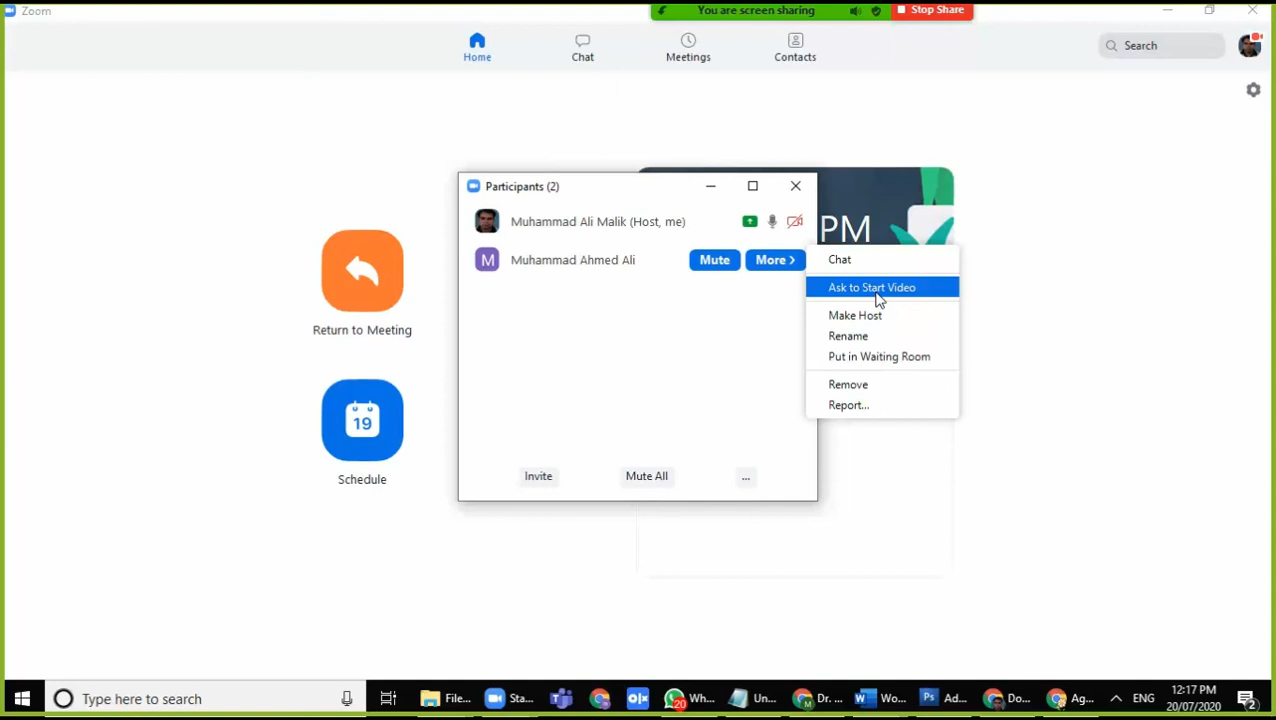 Zoom
You are screen sharing
Stop Share
Home
Chat
Meetings
Contacts
Search
Participants (2)
Muhammad Ali Malik (Host, me)
M
Muhammad Ahmed Ali
Mute
More >
PM
Chat
Ask to Start Video
Make Host
Rename
Put in Waiting Room
Remove
Report...
Return to Meeting
19
Schedule
Invite
Mute All
...
Type here to search
File...
Sta...
20
Wh...
Un...
Dr. ...
Wo...
Ad...
Do...
Ag...
ENG
12:17 PM
20/07/2020
2